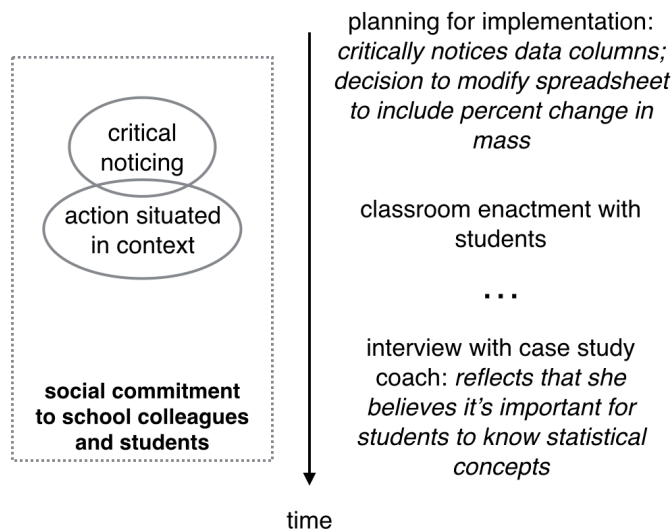 critical
noticing
action situated
in context
social commitment
to school colleagues
and students
planning for implementation:
critically notices data columns;
decision to modify spreadsheet
to include percent change in
mass
classroom enactment with
students
...
interview with case study
coach: reflects that she
believes it's important for
students to know statistical
concepts
time